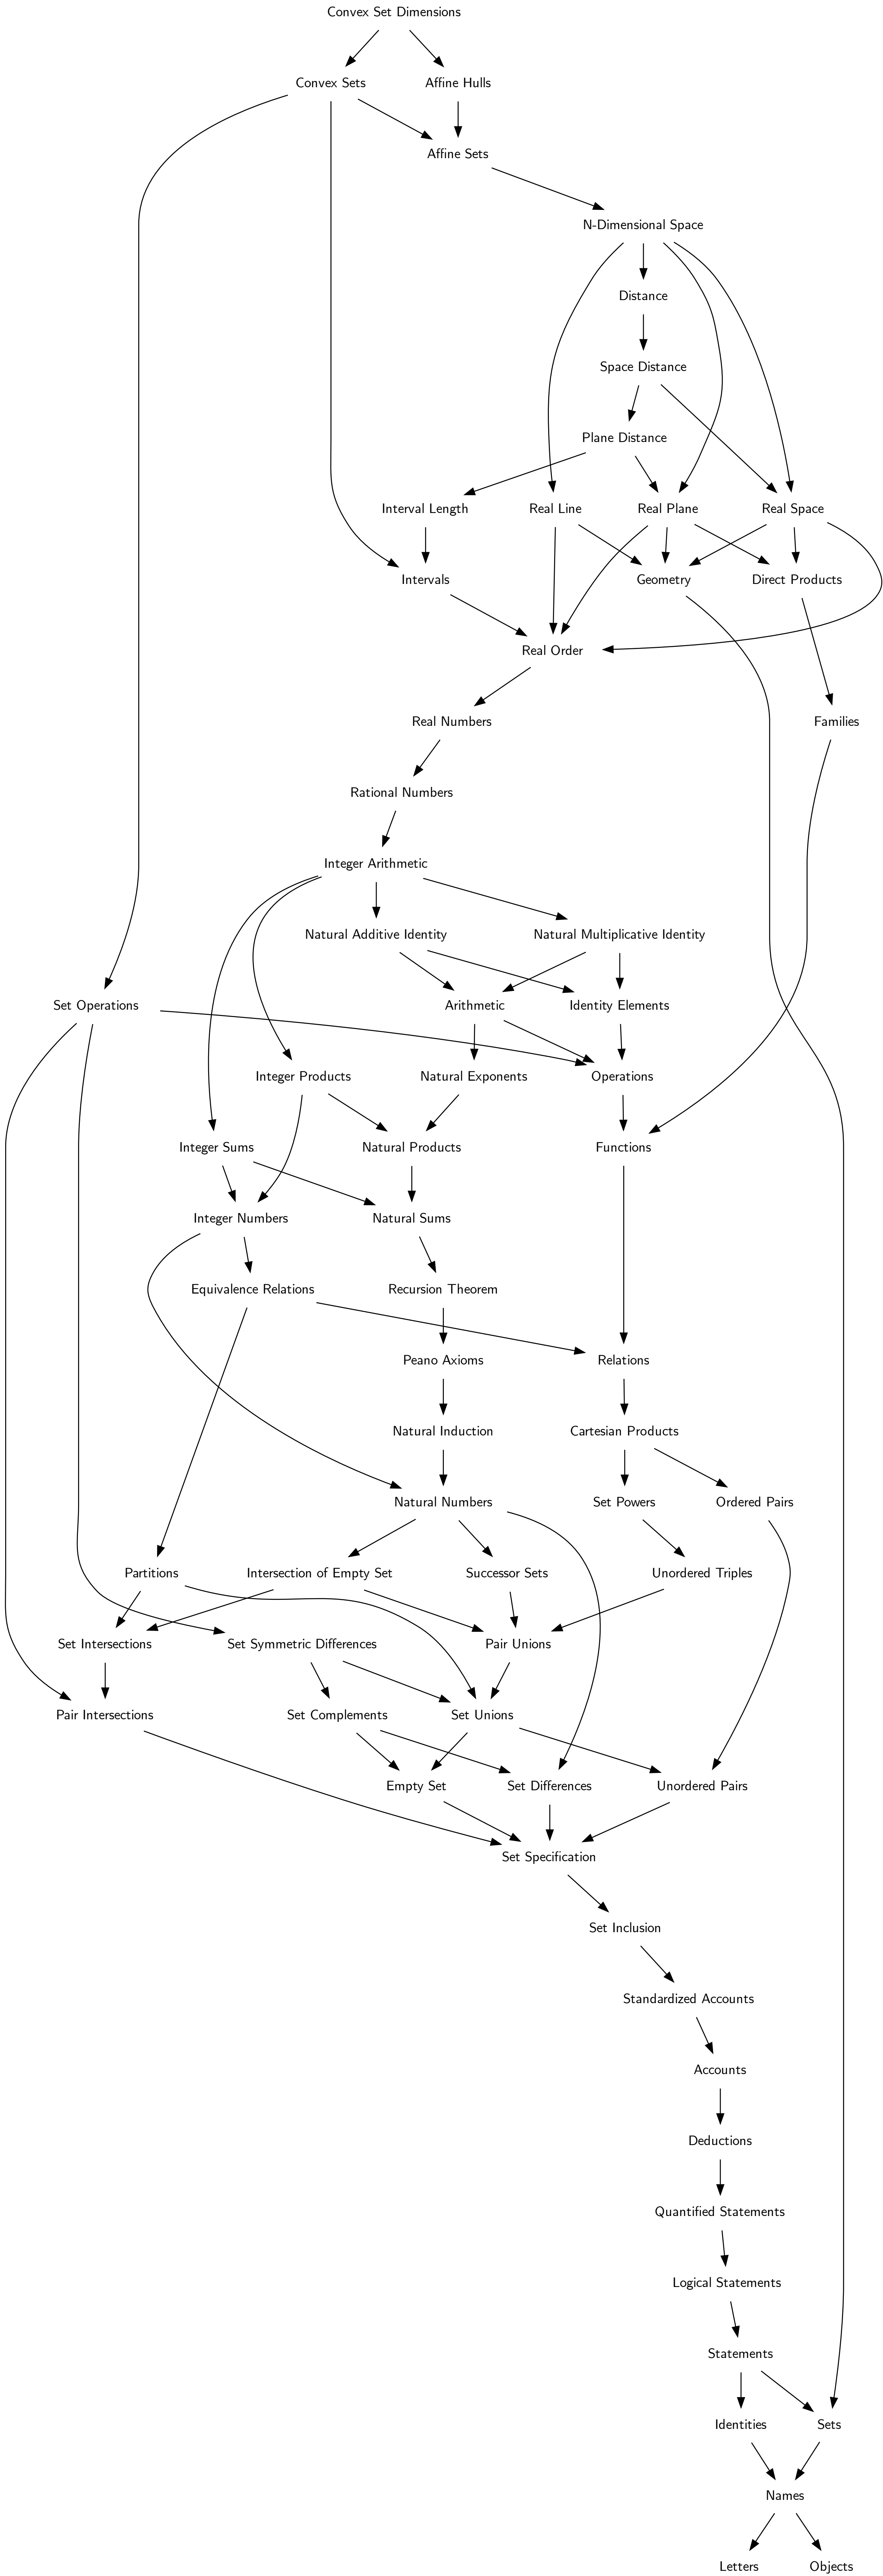 Convex Set Dimensions
Convex Sets
Affine Hulls
Affine Sets
N-Dimensional Space
Distance
Space Distance
Plane Distance
Interval Length
Real Line
Real Plane
Real Space
Intervals
Geometry
Direct Products
Real Order
Real Numbers
Families
Rational Numbers
Integer Arithmetic
Natural Additive Identity
Natural Multiplicative Identity
Set Operations
Arithmetic
Identity Elements
Integer Products
Natural Exponents
Operations
Integer Sums
Natural Products
Functions
Integer Numbers
Natural Sums
Equivalence Relations
Recursion Theorem
Peano Axioms
Relations
Natural Induction
Cartesian Products
Natural Numbers
Set Powers
Ordered Pairs
Partitions
Intersection of Empty Set
Successor Sets
Unordered Triples
Set Intersections
Set Symmetric Differences
Pair Unions
Pair Intersections
Set Complements
Set Unions
Empty Set
Set Differences
Unordered Pairs
Set Specification
Set Inclusion
Standardized Accounts
Accounts
Deductions
Quantified Statements
Logical Statements
Statements
Identities
Sets
Names
Letters
Objects